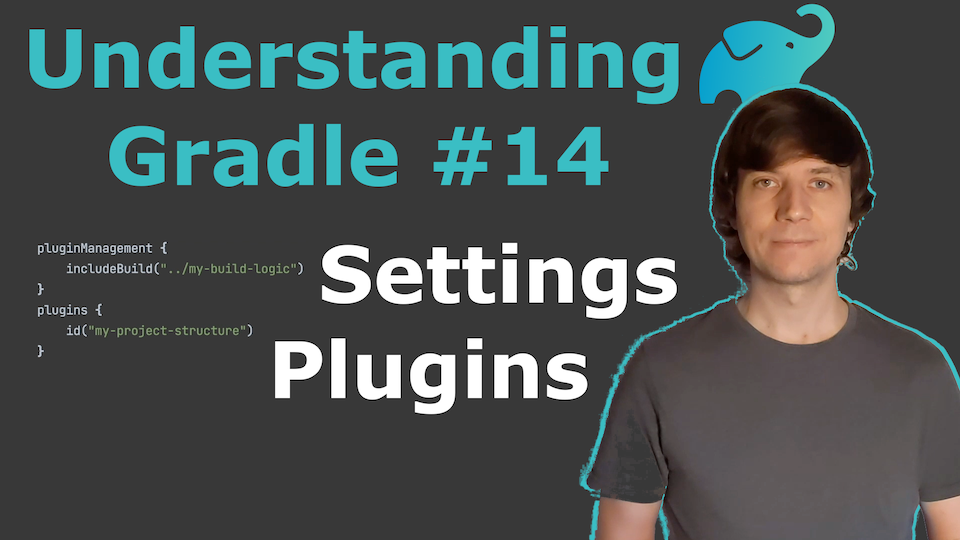 Understanding
Gradle #14
pluginManagement {
    includeBuild("../my-build-logic")
}
plugins {
    id("my-project-structure")
}
Settings
Plugins